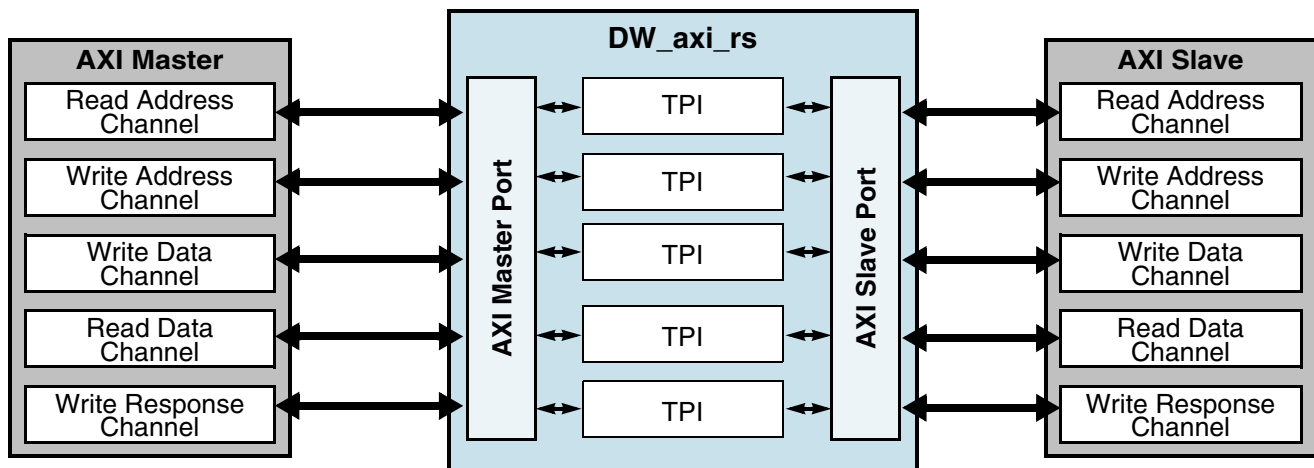 DW_axi_rs
AXI Master
Read Address
Channel
Write Address
Channel
Write Data
Channel
Read Data
Channel
Write Response
Channel
AXI Master Port
TPI
TPI
TPI
TPI
TPI
AXI Slave Port
AXI Slave
Read Address
Channel
Write Address
Channel
Write Data
Channel
Read Data
Channel
Write Response
Channel